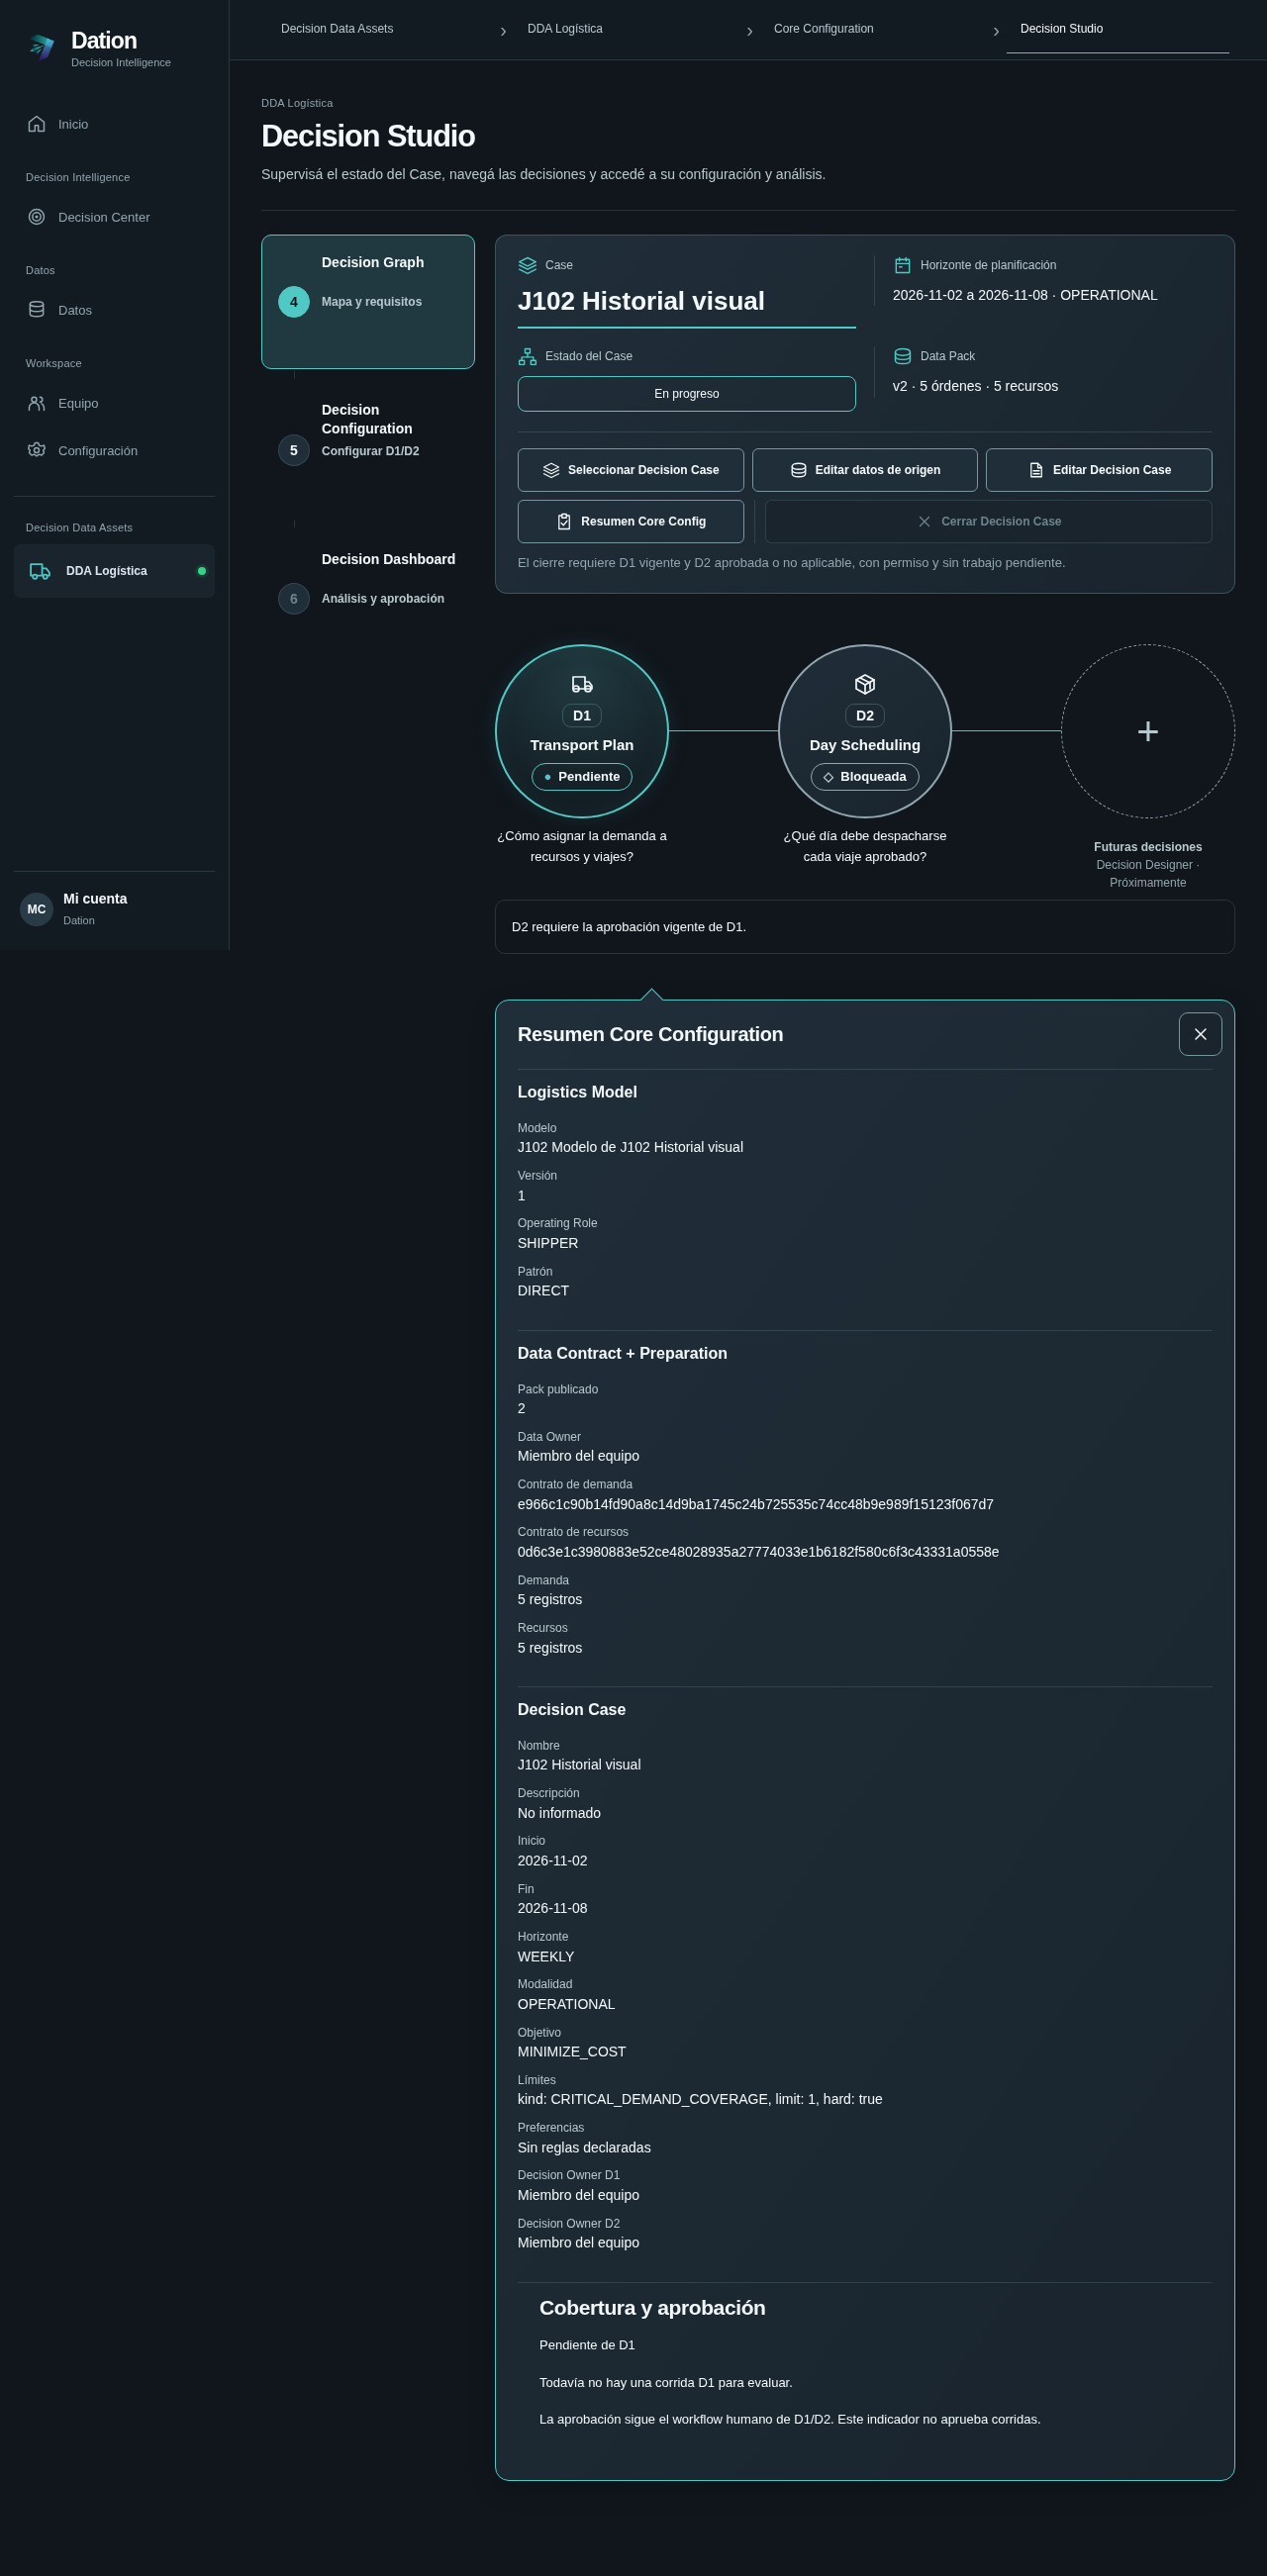 Dation
Decision Intelligence
Inicio
Decision Intelligence
Decision Center
Datos
Datos
Workspace
Equipo
Configuración
Decision Data Assets
DDA Logística
MC
Mi cuenta
Dation
Decision Data Assets
DDA Logística
Core Configuration
Decision Studio
DDA Logística
Decision Studio
Supervisá el estado del Case, navegá las decisiones y accedé a su configuración y análisis.
Decision Graph
4
Mapa y requisitos
Decision
Configuration
5
Configurar D1/D2
Decision Dashboard
6
Análisis y aprobación
Case
J102 Historial visual
Horizonte de planificación
2026-11-02 a 2026-11-08 · OPERATIONAL
Estado del Case
En progreso
Data Pack
v2 · 5 órdenes · 5 recursos
Seleccionar Decision Case
Editar datos de origen
Editar Decision Case
Resumen Core Config
Cerrar Decision Case
El cierre requiere D1 vigente y D2 aprobada o no aplicable, con permiso y sin trabajo pendiente.
D1
Transport Plan
Pendiente
¿Cómo asignar la demanda a
recursos y viajes?
D2
Day Scheduling
Bloqueada
¿Qué día debe despacharse
cada viaje aprobado?
+
Futuras decisiones
Decision Designer ·
Próximamente
D2 requiere la aprobación vigente de D1.
Resumen Core Configuration
Logistics Model
Modelo
J102 Modelo de J102 Historial visual
Versión
1
Operating Role
SHIPPER
Patrón
DIRECT
Data Contract + Preparation
Pack publicado
2
Data Owner
Miembro del equipo
Contrato de demanda
e966c1c90b14fd90a8c14d9ba1745c24b725535c74cc48b9e989f15123f067d7
Contrato de recursos
0d6c3e1c3980883e52ce48028935a27774033e1b6182f580c6f3c43331a0558e
Demanda
5 registros
Recursos
5 registros
Decision Case
Nombre
J102 Historial visual
Descripción
No informado
Inicio
2026-11-02
Fin
2026-11-08
Horizonte
WEEKLY
Modalidad
OPERATIONAL
Objetivo
MINIMIZE_COST
Límites
kind: CRITICAL_DEMAND_COVERAGE, limit: 1, hard: true
Preferencias
Sin reglas declaradas
Decision Owner D1
Miembro del equipo
Decision Owner D2
Miembro del equipo
Cobertura y aprobación
Pendiente de D1
Todavía no hay una corrida D1 para evaluar.
La aprobación sigue el workflow humano de D1/D2. Este indicador no aprueba corridas.